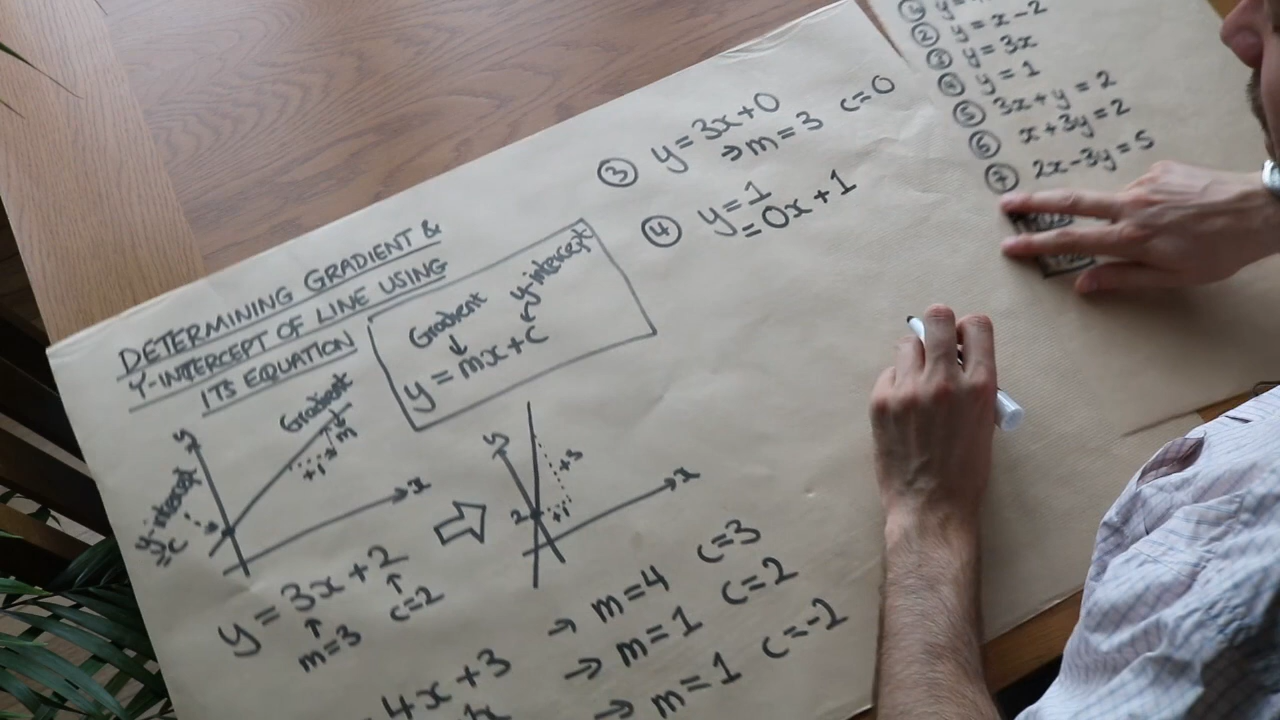 DETERMINING GRADIENT &
Y-INTERCEPT OF LINE USING
ITS EQUATION
Gradient
y-intercept
y = mx + c
y
y-intercept
= c
Gradient
= m
+1
x
y
2
+3
+1
x
y = 3x + 2
m=3
c=2
4x + 3
→ m=4 c=3
→ m=1 c=2
→ m=1 c=-2
③ y = 3x + 0
→ m = 3 c = 0
④ y = 1
= 0x + 1
y = x - 2
y = 3x
④ y = 1
⑤ 3x + y = 2
⑥ x + 3y = 2
⑦ 2x - 3y = 5